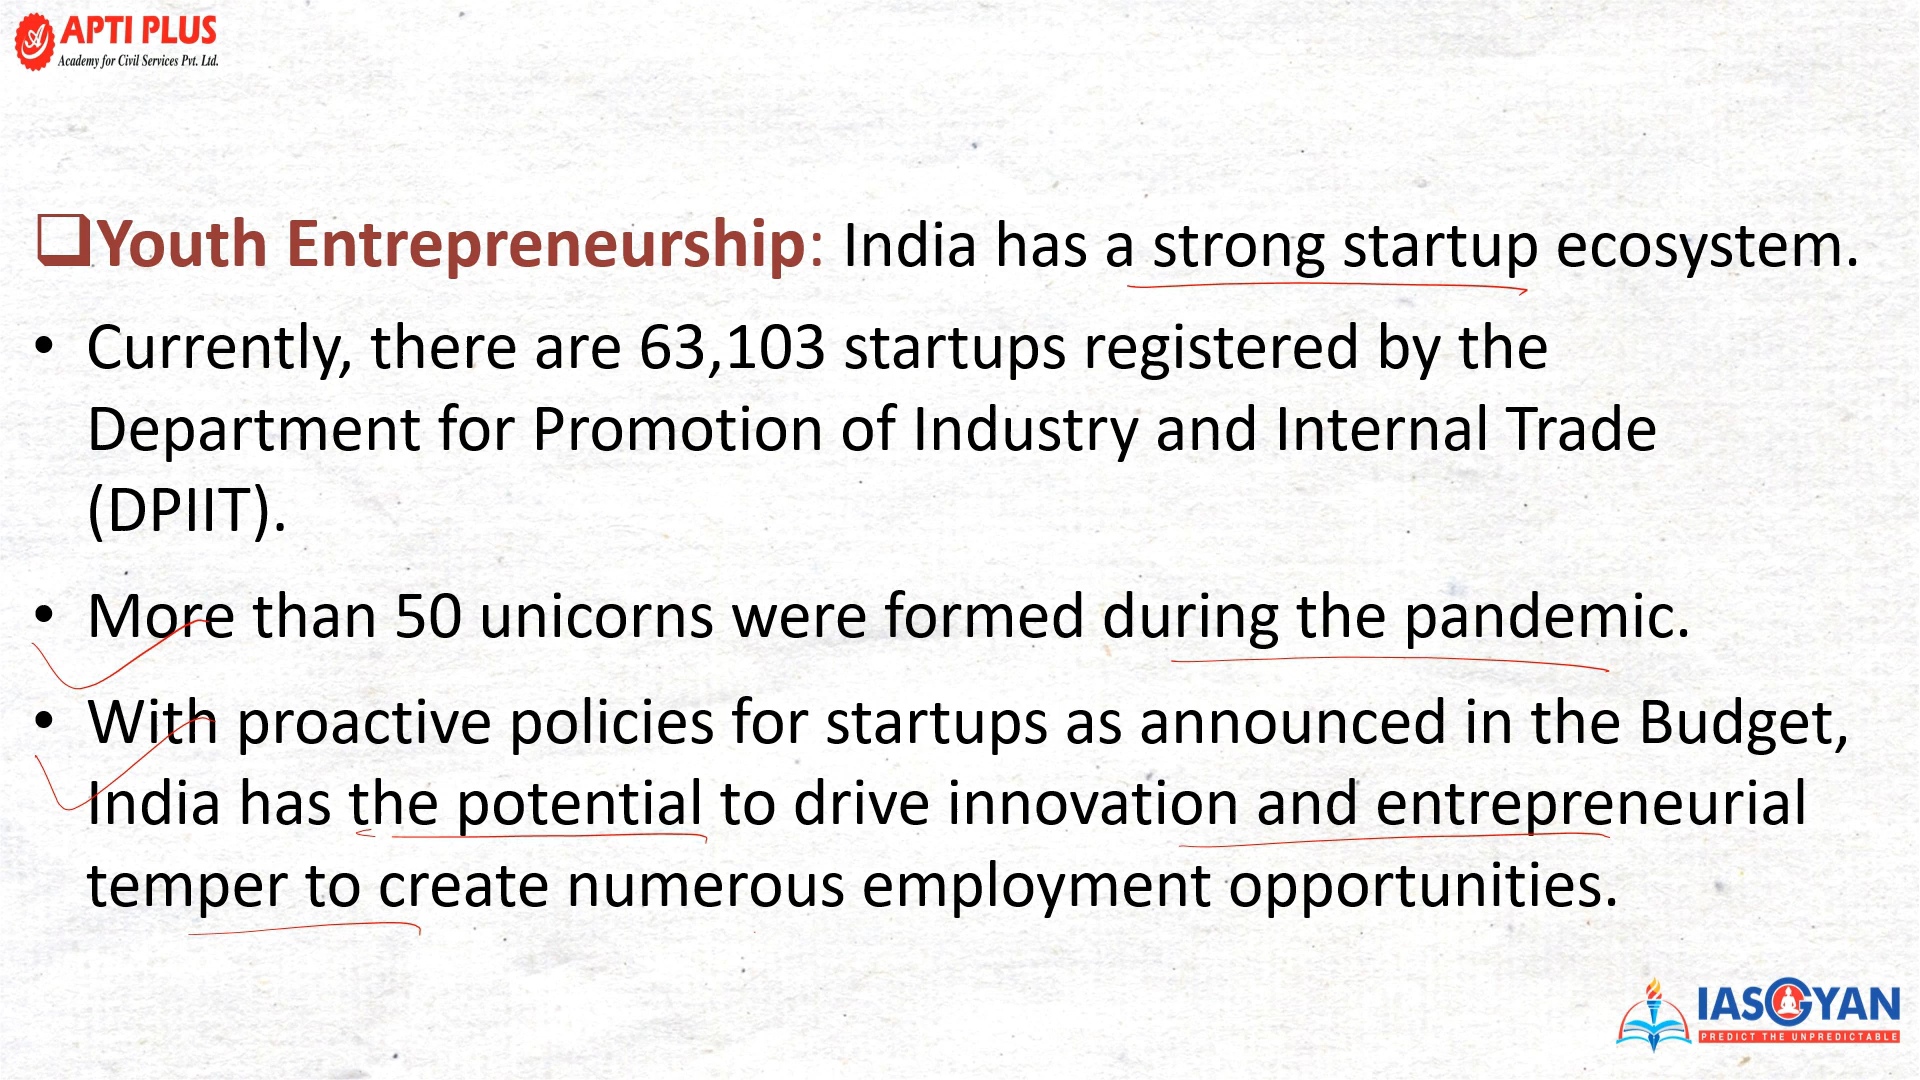 APTI PLUS
Academy for Civil Services Pvt. Ltd.
❑Youth Entrepreneurship: India has a strong startup ecosystem.
• Currently, there are 63,103 startups registered by the
Department for Promotion of Industry and Internal Trade
(DPIIT).
• More than 50 unicorns were formed during the pandemic.
• With proactive policies for startups as announced in the Budget,
India has the potential to drive innovation and entrepreneurial
temper to create numerous employment opportunities.
IASGYAN
PREDICT THE UNPREDICTABLE